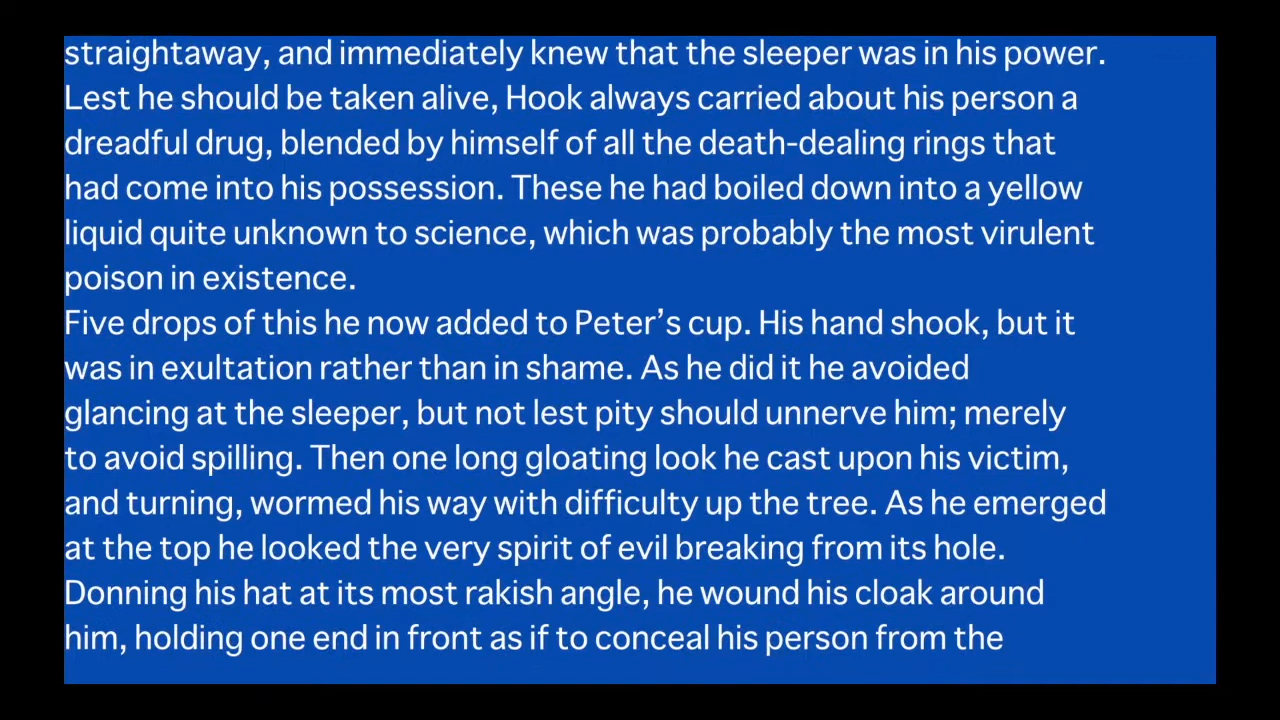 straightaway, and immediately knew that the sleeper was in his power.
Lest he should be taken alive, Hook always carried about his person a
dreadful drug, blended by himself of all the death-dealing rings that
had come into his possession. These he had boiled down into a yellow
liquid quite unknown to science, which was probably the most virulent
poison in existence.
Five drops of this he now added to Peter’s cup. His hand shook, but it
was in exultation rather than in shame. As he did it he avoided
glancing at the sleeper, but not lest pity should unnerve him; merely
to avoid spilling. Then one long gloating look he cast upon his victim,
and turning, wormed his way with difficulty up the tree. As he emerged
at the top he looked the very spirit of evil breaking from its hole.
Donning his hat at its most rakish angle, he wound his cloak around
him, holding one end in front as if to conceal his person from the